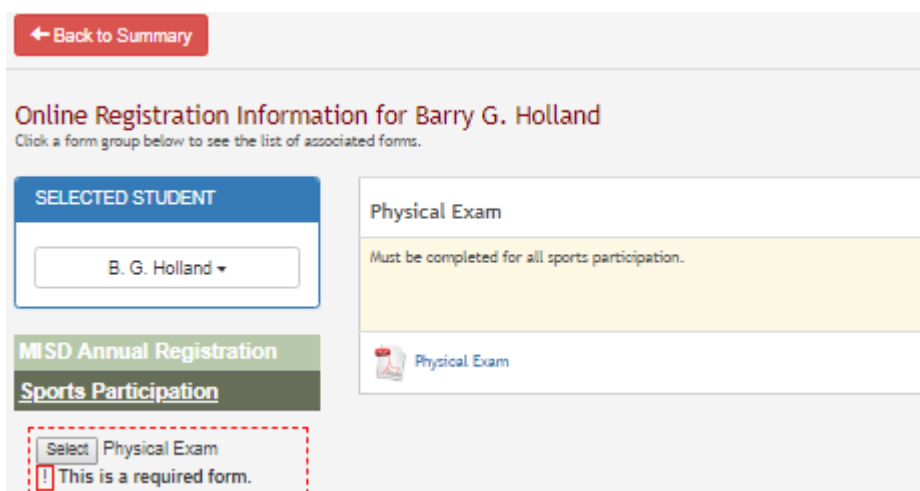 Back to Summary
Online Registration Information for Barry G. Holland
Click a form group below to see the list of associated forms.
SELECTED STUDENT
B. G. Holland
MISD Annual Registration
Sports Participation
Select Physical Exam
! This is a required form.
Physical Exam
Must be completed for all sports participation.
Physical Exam